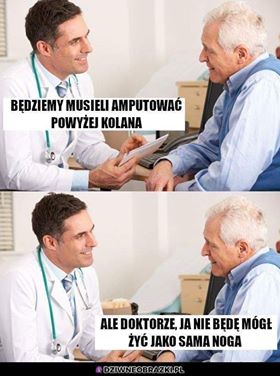 BĘDZIEMY MUSIELI AMPUTOWAĆ
POWYŻEJ KOLANA
ALE DOKTORZE, JA NIE BĘDĘ MÓGŁ
ŻYĆ JAKO SAMA NOGA
DZIWNEOBRAZKI.PL